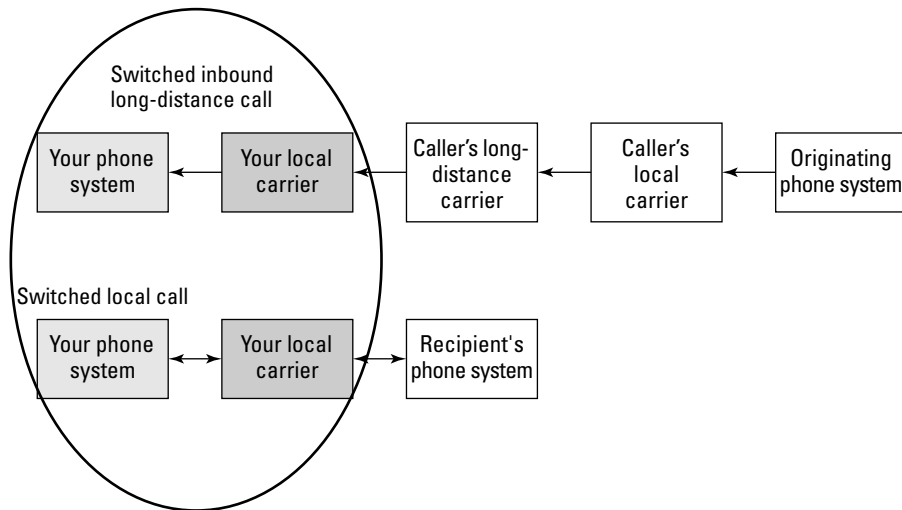 Switched inbound
long-distance call
Your phone
system
Your local
carrier
Caller's long-
distance
carrier
Caller's
local
carrier
Originating
phone system
Switched local call
Your phone
system
Your local
carrier
Recipient's
phone system